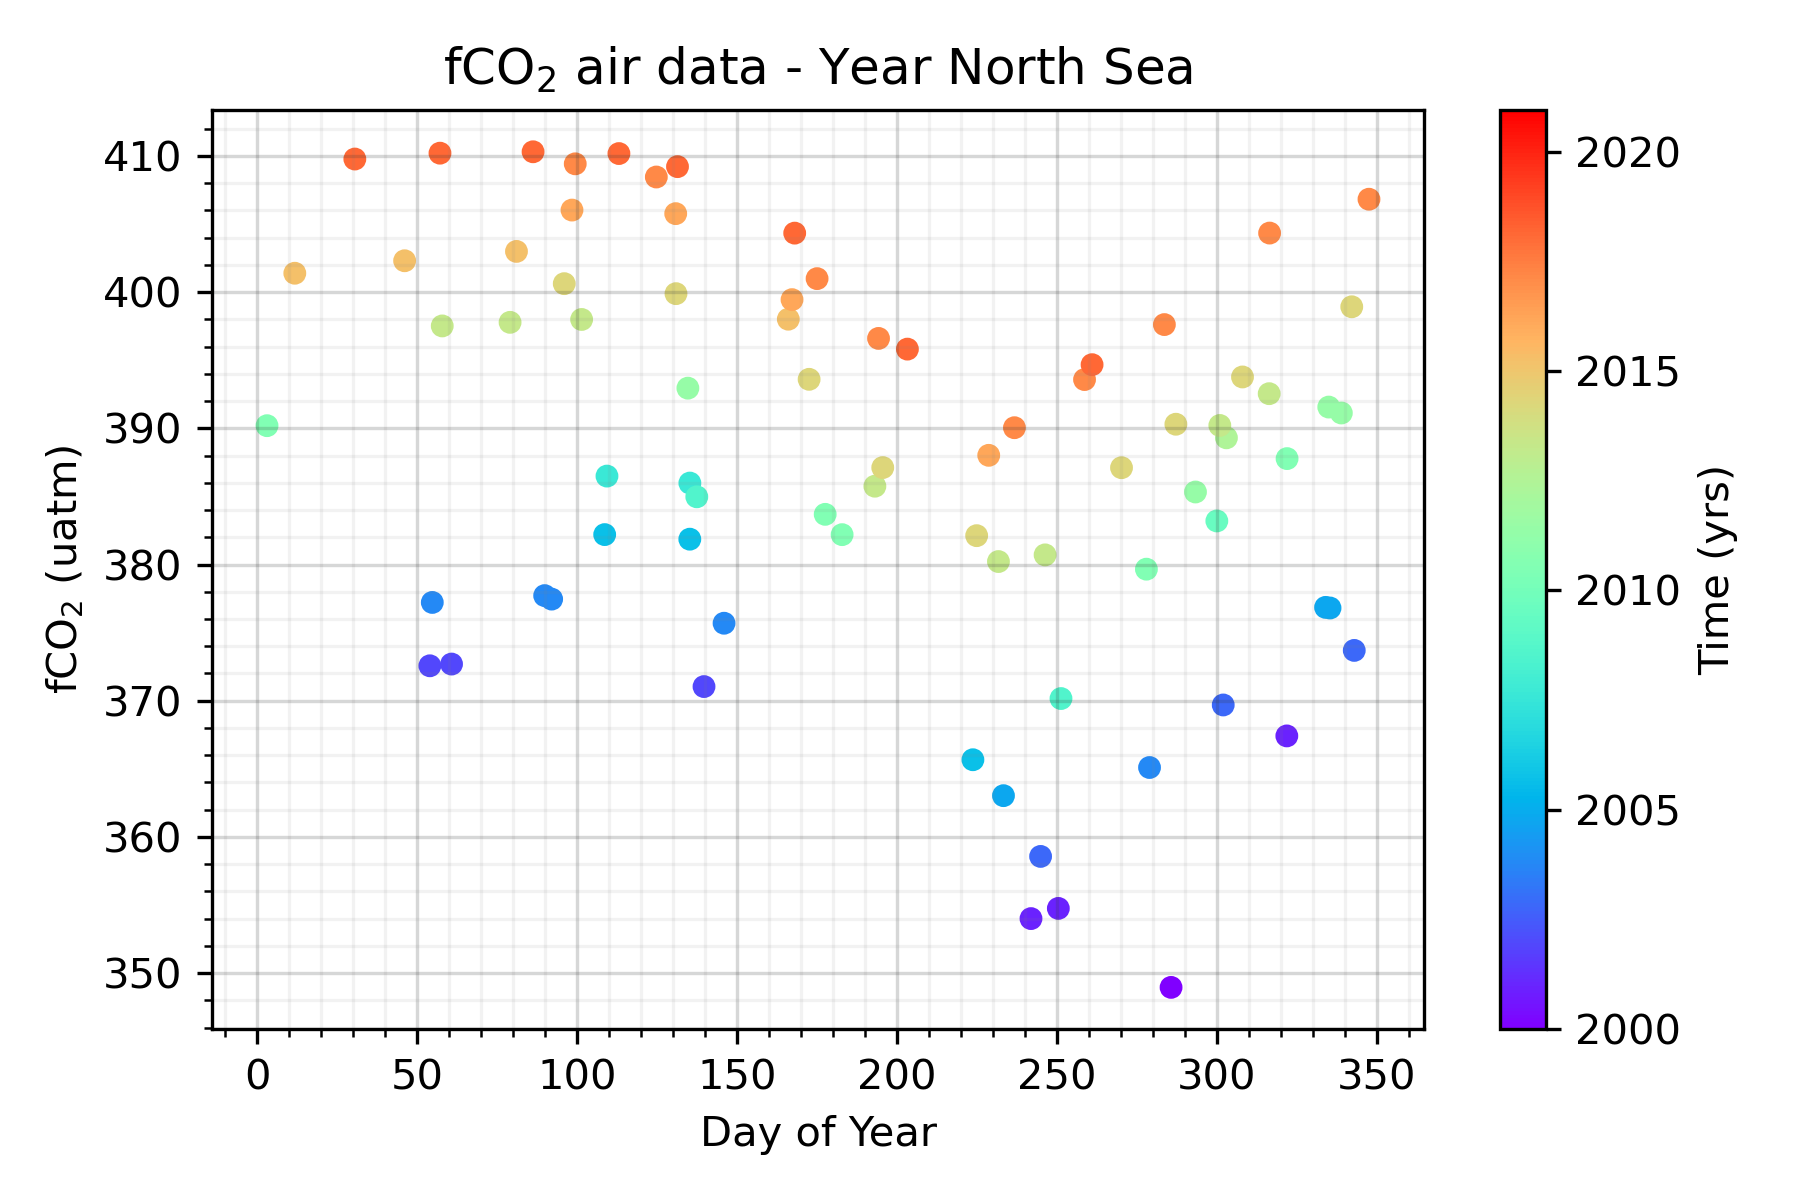 fCO₂ air data - Year North Sea
fCO₂ (uatm)
410
400
390
380
370
360
350
0 50 100 150 200 250 300 350
Day of Year
2020
2015
2010
2005
2000
Time (yrs)